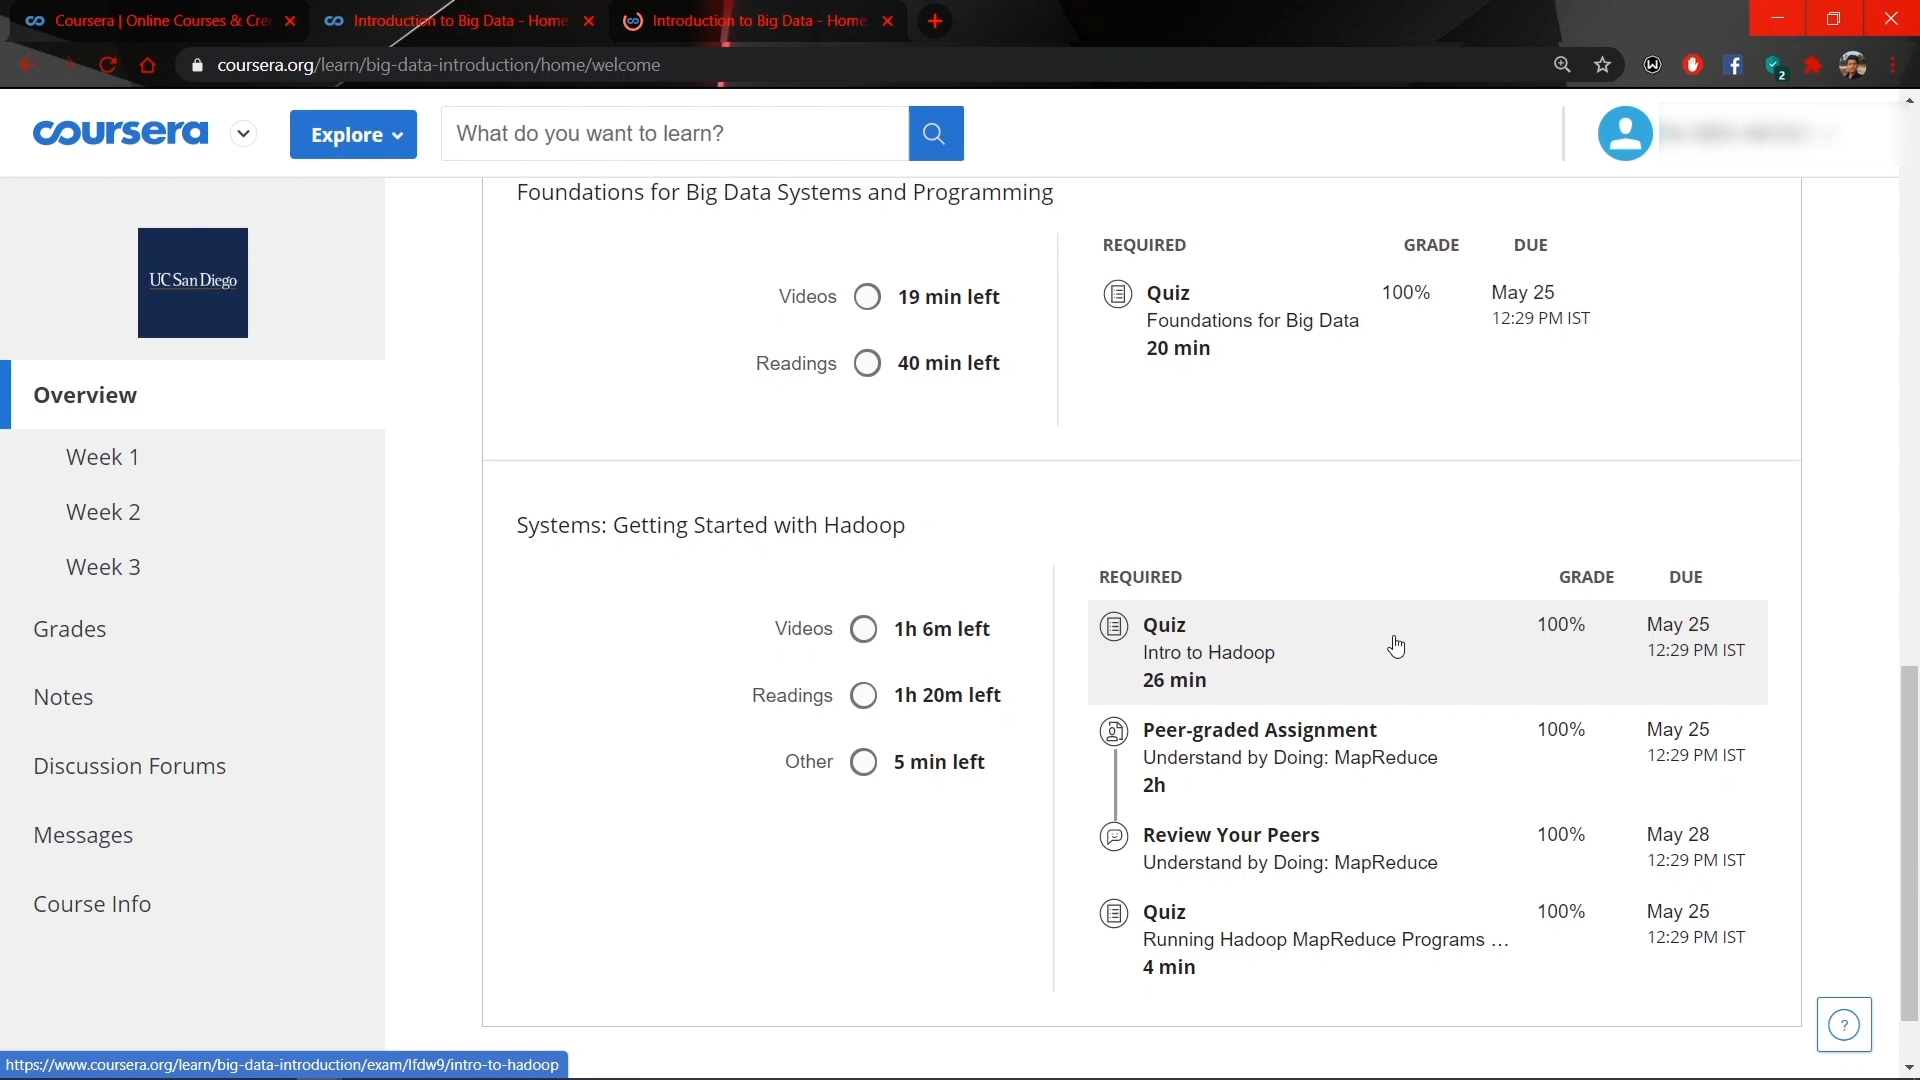 Coursera | Online Courses & Cre
Introduction to Big Data - Home
Introduction to Big Data - Home
coursera.org/learn/big-data-introduction/home/welcome
2
coursera
Explore
What do you want to learn?
UC San Diego
Overview
Week 1
Week 2
Week 3
Grades
Notes
Discussion Forums
Messages
Course Info
Foundations for Big Data Systems and Programming
Videos 19 min left
Readings 40 min left
REQUIRED GRADE DUE
Quiz 100% May 25
Foundations for Big Data 12:29 PM IST
20 min
Systems: Getting Started with Hadoop
Videos 1h 6m left
Readings 1h 20m left
Other 5 min left
REQUIRED GRADE DUE
Quiz 100% May 25
Intro to Hadoop 12:29 PM IST
26 min
Peer-graded Assignment 100% May 25
Understand by Doing: MapReduce 12:29 PM IST
2h
Review Your Peers 100% May 28
Understand by Doing: MapReduce 12:29 PM IST
Quiz 100% May 25
Running Hadoop MapReduce Programs ... 12:29 PM IST
4 min
?
https://www.coursera.org/learn/big-data-introduction/exam/lfdw9/intro-to-hadoop